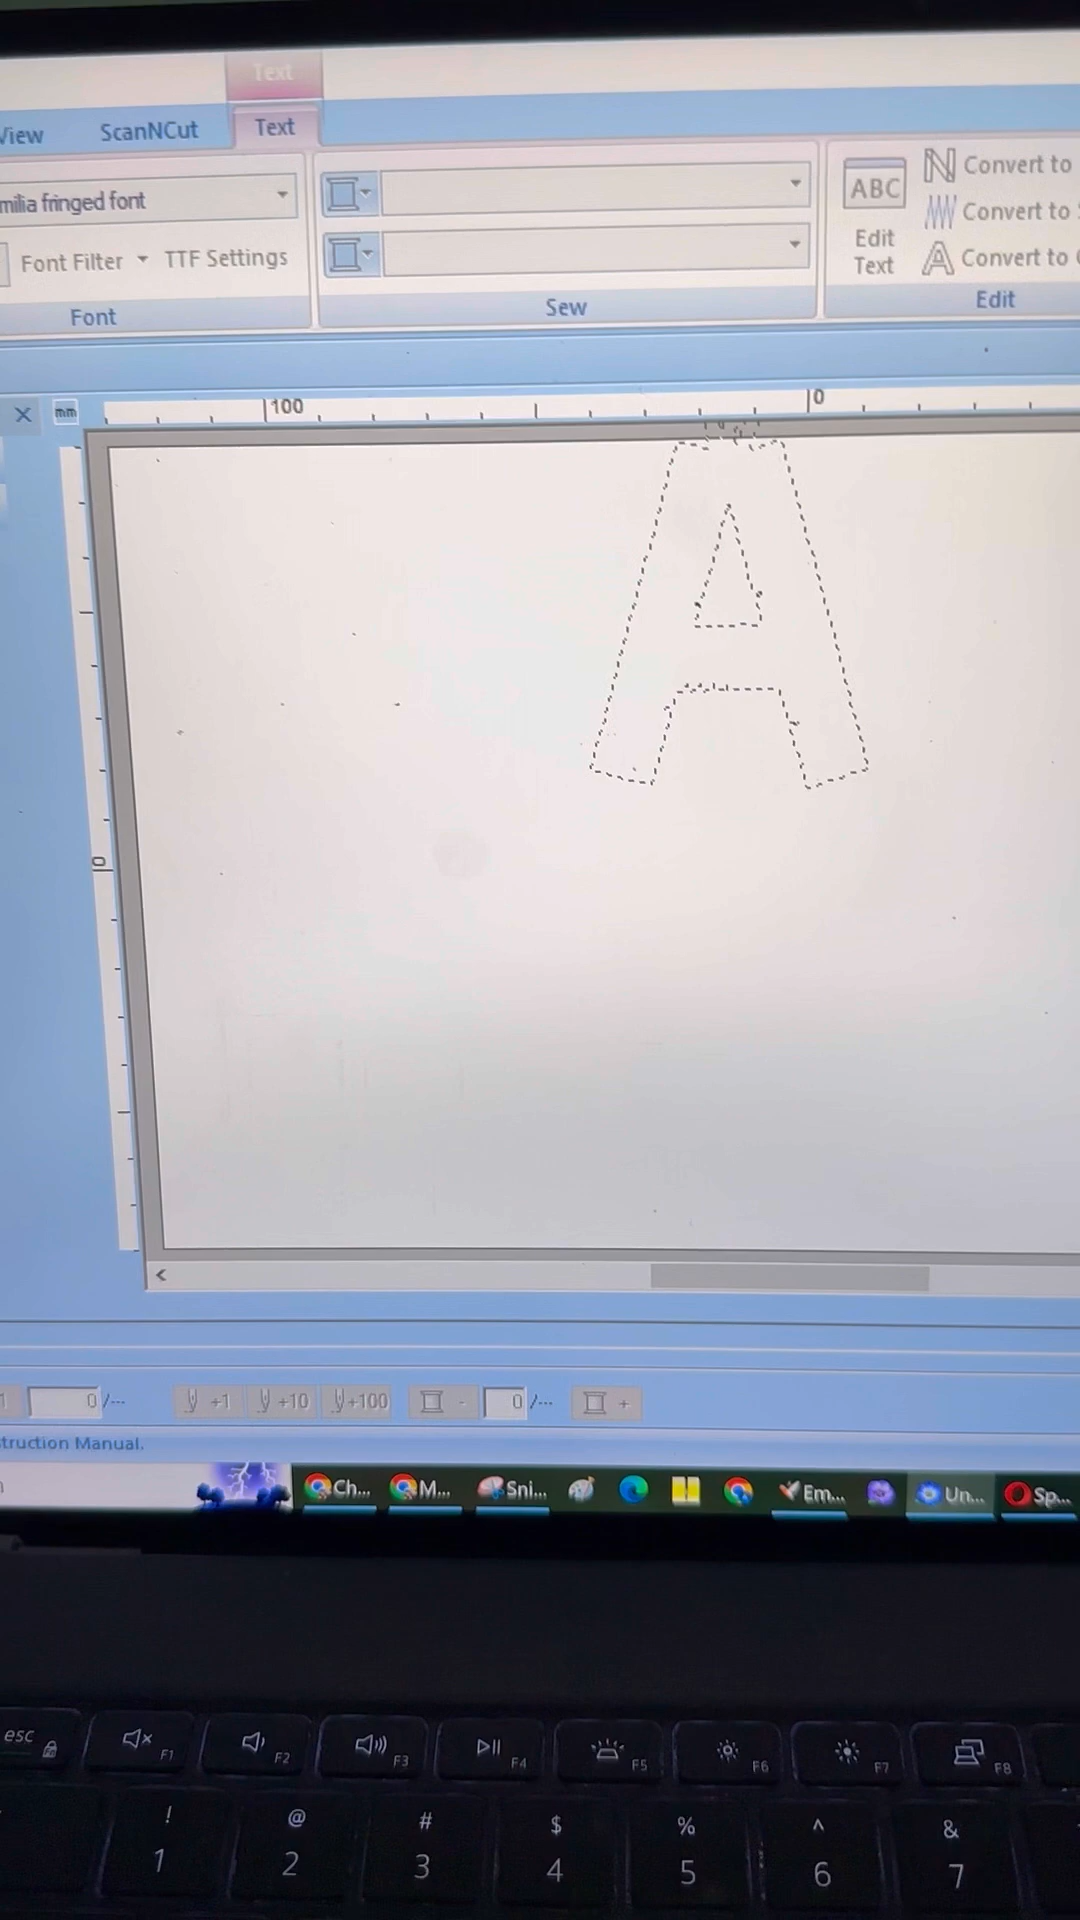 Text
View ScanNCut Text
milia fringed font
Font Filter TTF Settings
ABC
Edit
Text
Convert to
Convert to
Convert to
Font Sew Edit
mm 100 0
A
0
0 /--- +1 +10 +100 - 0 /--- +
truction Manual.
Ch... M... Sni... Em... Un... Sp...
esc F1 F2 F3 F4 F5 F6 F7 F8
! @ # $ % ^ &
1 2 3 4 5 6 7